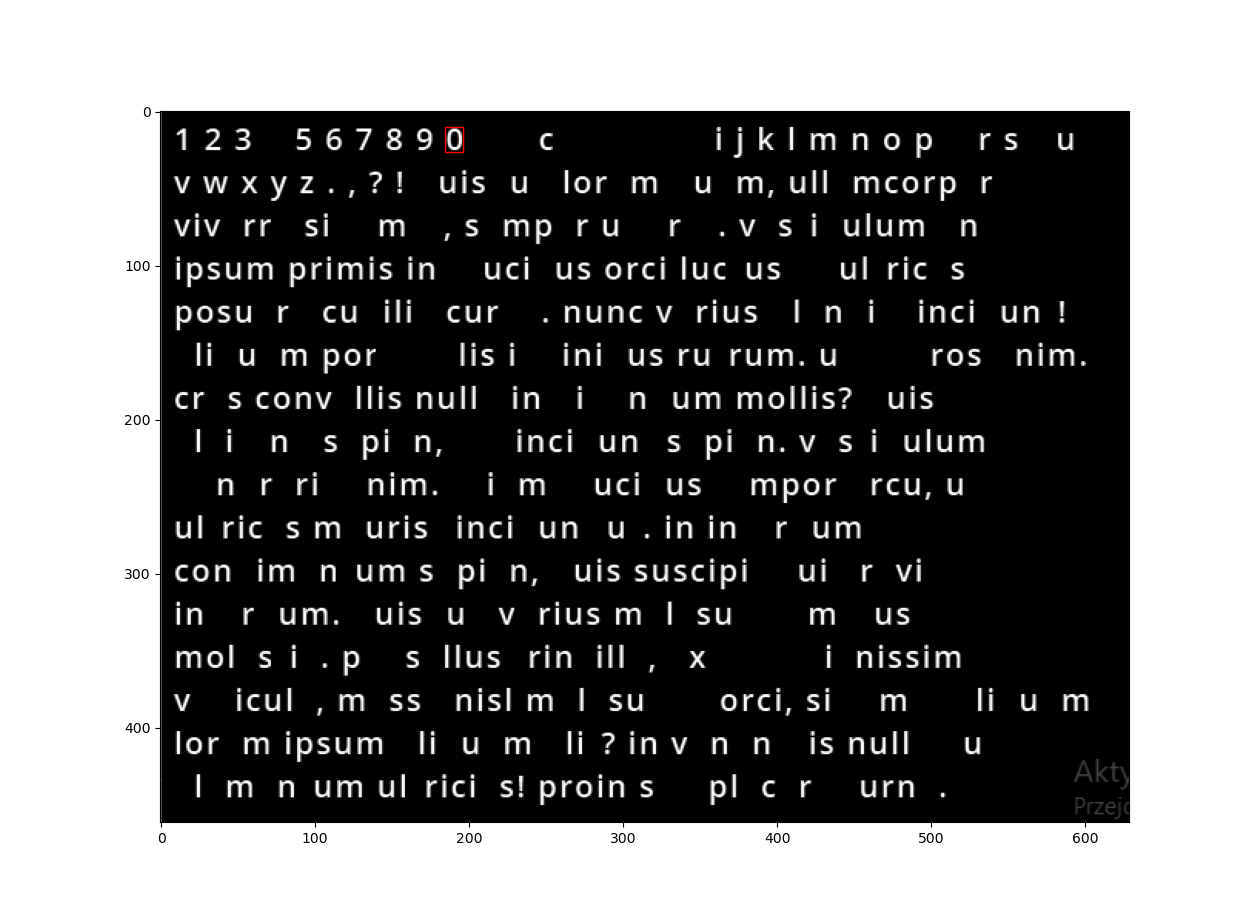 1 2 3 5 6 7 8 9 0 c i j k l m n o p r s u
v w x y z . , ? ! uis u lor m u m, ull mcorp r
viv rr si m , s mp r u r . v s i ulum n
ipsum primis in uci us orci luc us ul ric s
posu r cu ili cur . nunc v rius l n i inci un !
li u m por lis i ini us ru rum. u ros nim.
cr s conv llis null in i n um mollis? uis
l i n s pi n, inci un s pi n. v s i ulum
n r ri nim. i m uci us mpor rcu, u
ul ric s m uris inci un u . in in r um
con im n um s pi n, uis suscipi ui r vi
in r um. uis u v rius m l su m us
mol s i . p s llus rin ill , x i nissim
v icul , m ss nisl m l su orci, si m li u m
lor m ipsum li u m li ? in v n n is null u
l m n um ul rici s! proin s pl c r urn .
0
100
200
300
400
0 100 200 300 400 500 600